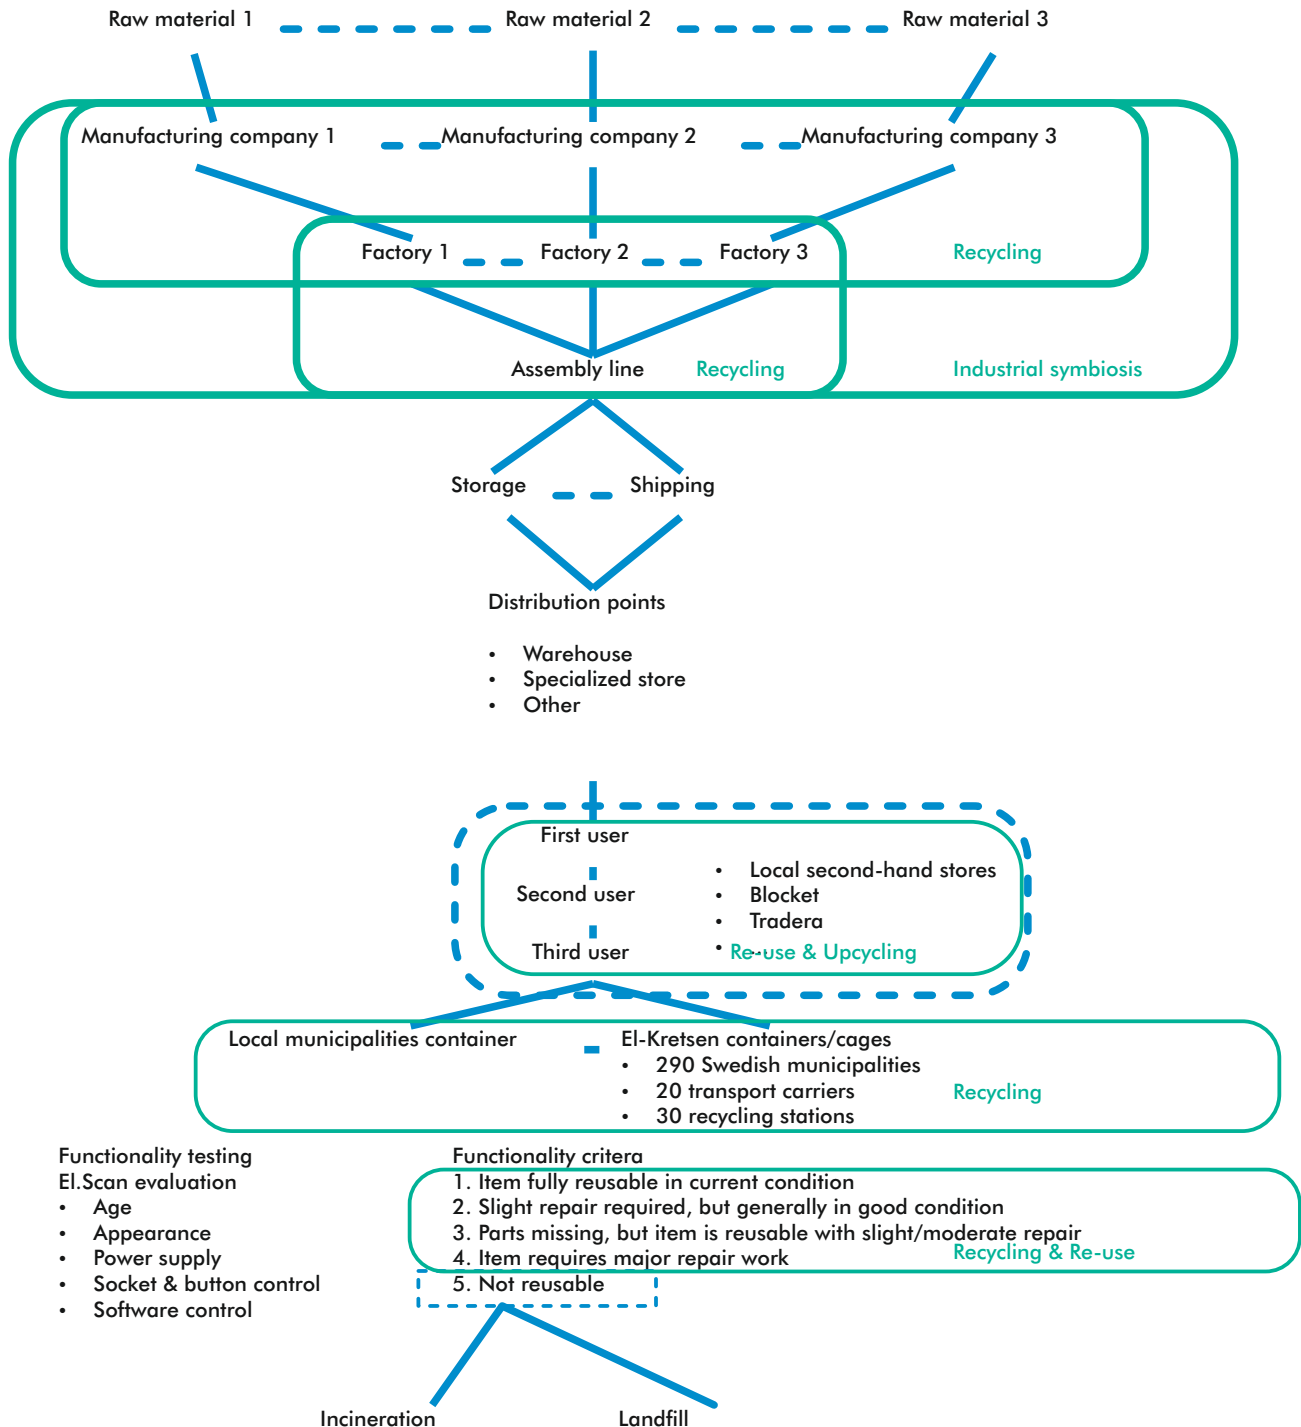 Raw material 1
Raw material 2
Raw material 3
Manufacturing company 1
Manufacturing company 2
Manufacturing company 3
Factory 1
Factory 2
Factory 3
Recycling
Assembly line
Recycling
Industrial symbiosis
Storage
Shipping
Distribution points
• Warehouse
• Specialized store
• Other
First user
Second user
Third user
• Local second-hand stores
• Blocket
• Tradera
• ...
Re-use & Upcycling
Local municipalities container
El-Kretsen containers/cages
• 290 Swedish municipalities
• 20 transport carriers
• 30 recycling stations
Recycling
Functionality testing
El.Scan evaluation
• Age
• Appearance
• Power supply
• Socket & button control
• Software control
Functionality critera
1. Item fully reusable in current condition
2. Slight repair required, but generally in good condition
3. Parts missing, but item is reusable with slight/moderate repair
4. Item requires major repair work
Recycling & Re-use
5. Not reusable
Incineration
Landfill